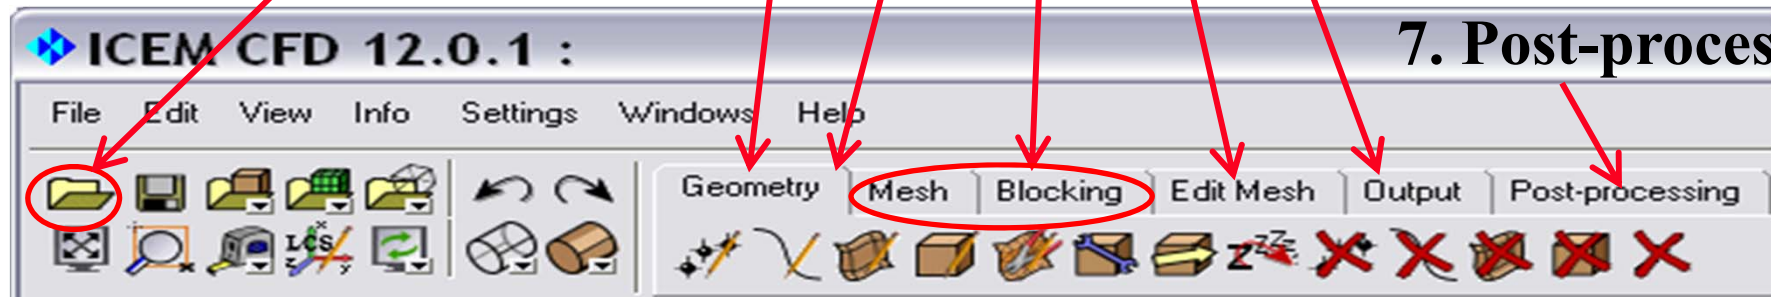 ICEM CFD 12.0.1 :
7. Post-proces
File Edit View Info Settings Windows Help
Geometry Mesh Blocking Edit Mesh Output Post-processing
LCS